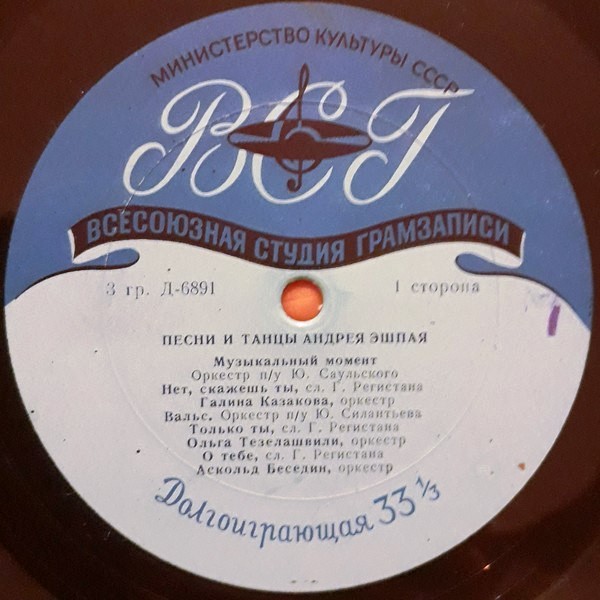 МИНИСТЕРСТВО КУЛЬТУРЫ СССР
ВСГ
ВСЕСОЮЗНАЯ СТУДИЯ ГРАМЗАПИСИ
3 гр. Д-6891
1 сторона
ПЕСНИ И ТАНЦЫ АНДРЕЯ ЭШПАЯ
Музыкальный момент
Оркестр п/у Ю. Саульского
Нет, скажешь ты, сл. Г. Регистана
Галина Казакова, оркестр
Вальс. Оркестр п/у Ю. Силантьева
Только ты, сл. Г. Регистана
Ольга Тезелашвили, оркестр
О тебе, сл. Г. Регистана
Аскольд Беседин, оркестр
Долгоиграющая 33 ⅓